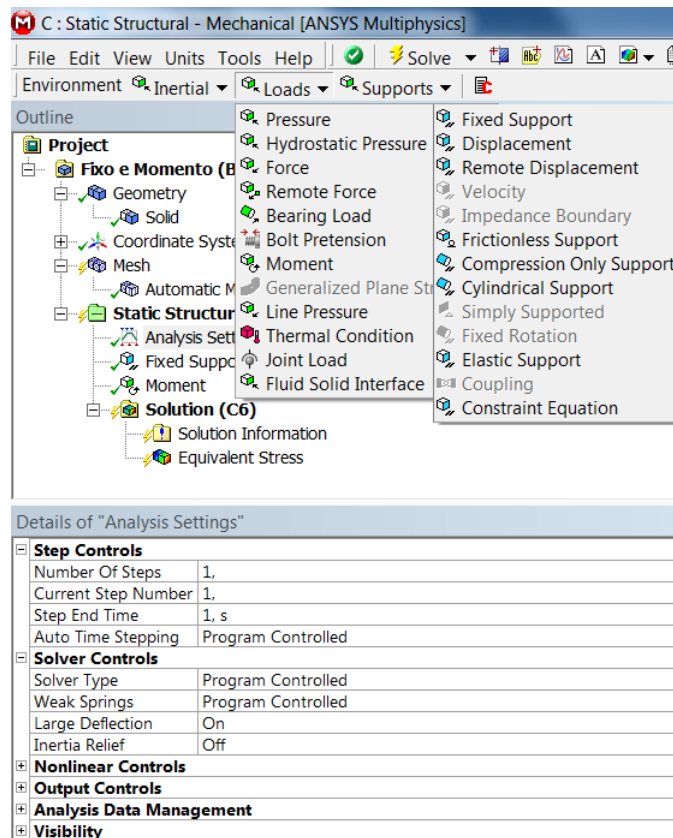 C : Static Structural - Mechanical [ANSYS Multiphysics]
File Edit View Units Tools Help Solve
Environment Inertial Loads Supports
Outline
Project
Fixo e Momento (B
Geometry
Solid
Coordinate Syste
Mesh
Automatic M
Static Structur
Analysis Sett
Fixed Suppo
Moment
Solution (C6)
Solution Information
Equivalent Stress
Pressure
Hydrostatic Pressure
Force
Remote Force
Bearing Load
Bolt Pretension
Moment
Generalized Plane Str
Line Pressure
Thermal Condition
Joint Load
Fluid Solid Interface
Fixed Support
Displacement
Remote Displacement
Velocity
Impedance Boundary
Frictionless Support
Compression Only Support
Cylindrical Support
Simply Supported
Fixed Rotation
Elastic Support
Coupling
Constraint Equation
Details of "Analysis Settings"
Step Controls
Number Of Steps 1,
Current Step Number 1,
Step End Time 1, s
Auto Time Stepping Program Controlled
Solver Controls
Solver Type Program Controlled
Weak Springs Program Controlled
Large Deflection On
Inertia Relief Off
Nonlinear Controls
Output Controls
Analysis Data Management
Visibility